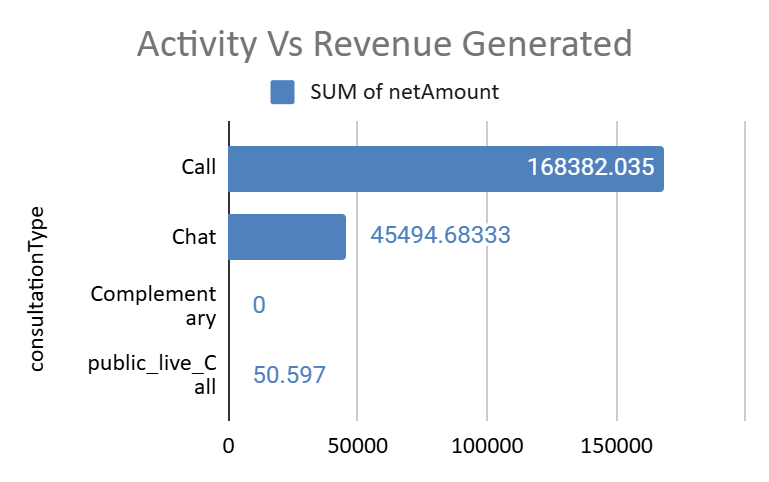 Activity Vs Revenue Generated
SUM of netAmount
consultationType
Call
168382.035
Chat
45494.68333
Complement
ary
0
public_live_C
all
50.597
0
50000
100000
150000